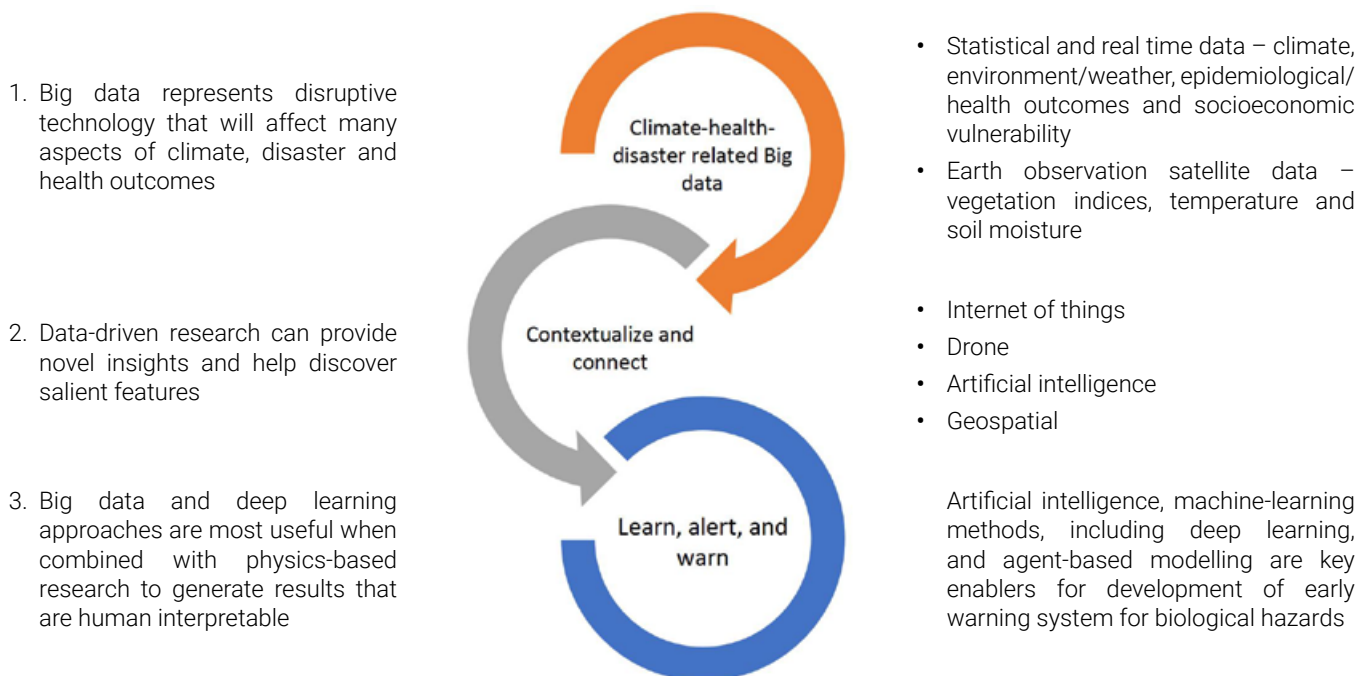 1. Big data represents disruptive
technology that will affect many
aspects of climate, disaster and
health outcomes
Climate-health-
disaster related Big
data
• Statistical and real time data – climate,
environment/weather, epidemiological/
health outcomes and socioeconomic
vulnerability
• Earth observation satellite data –
vegetation indices, temperature and
soil moisture
2. Data-driven research can provide
novel insights and help discover
salient features
Contextualize and
connect
• Internet of things
• Drone
• Artificial intelligence
• Geospatial
3. Big data and deep learning
approaches are most useful when
combined with physics-based
research to generate results that
are human interpretable
Learn, alert, and
warn
Artificial intelligence, machine-learning
methods, including deep learning,
and agent-based modelling are key
enablers for development of early
warning system for biological hazards